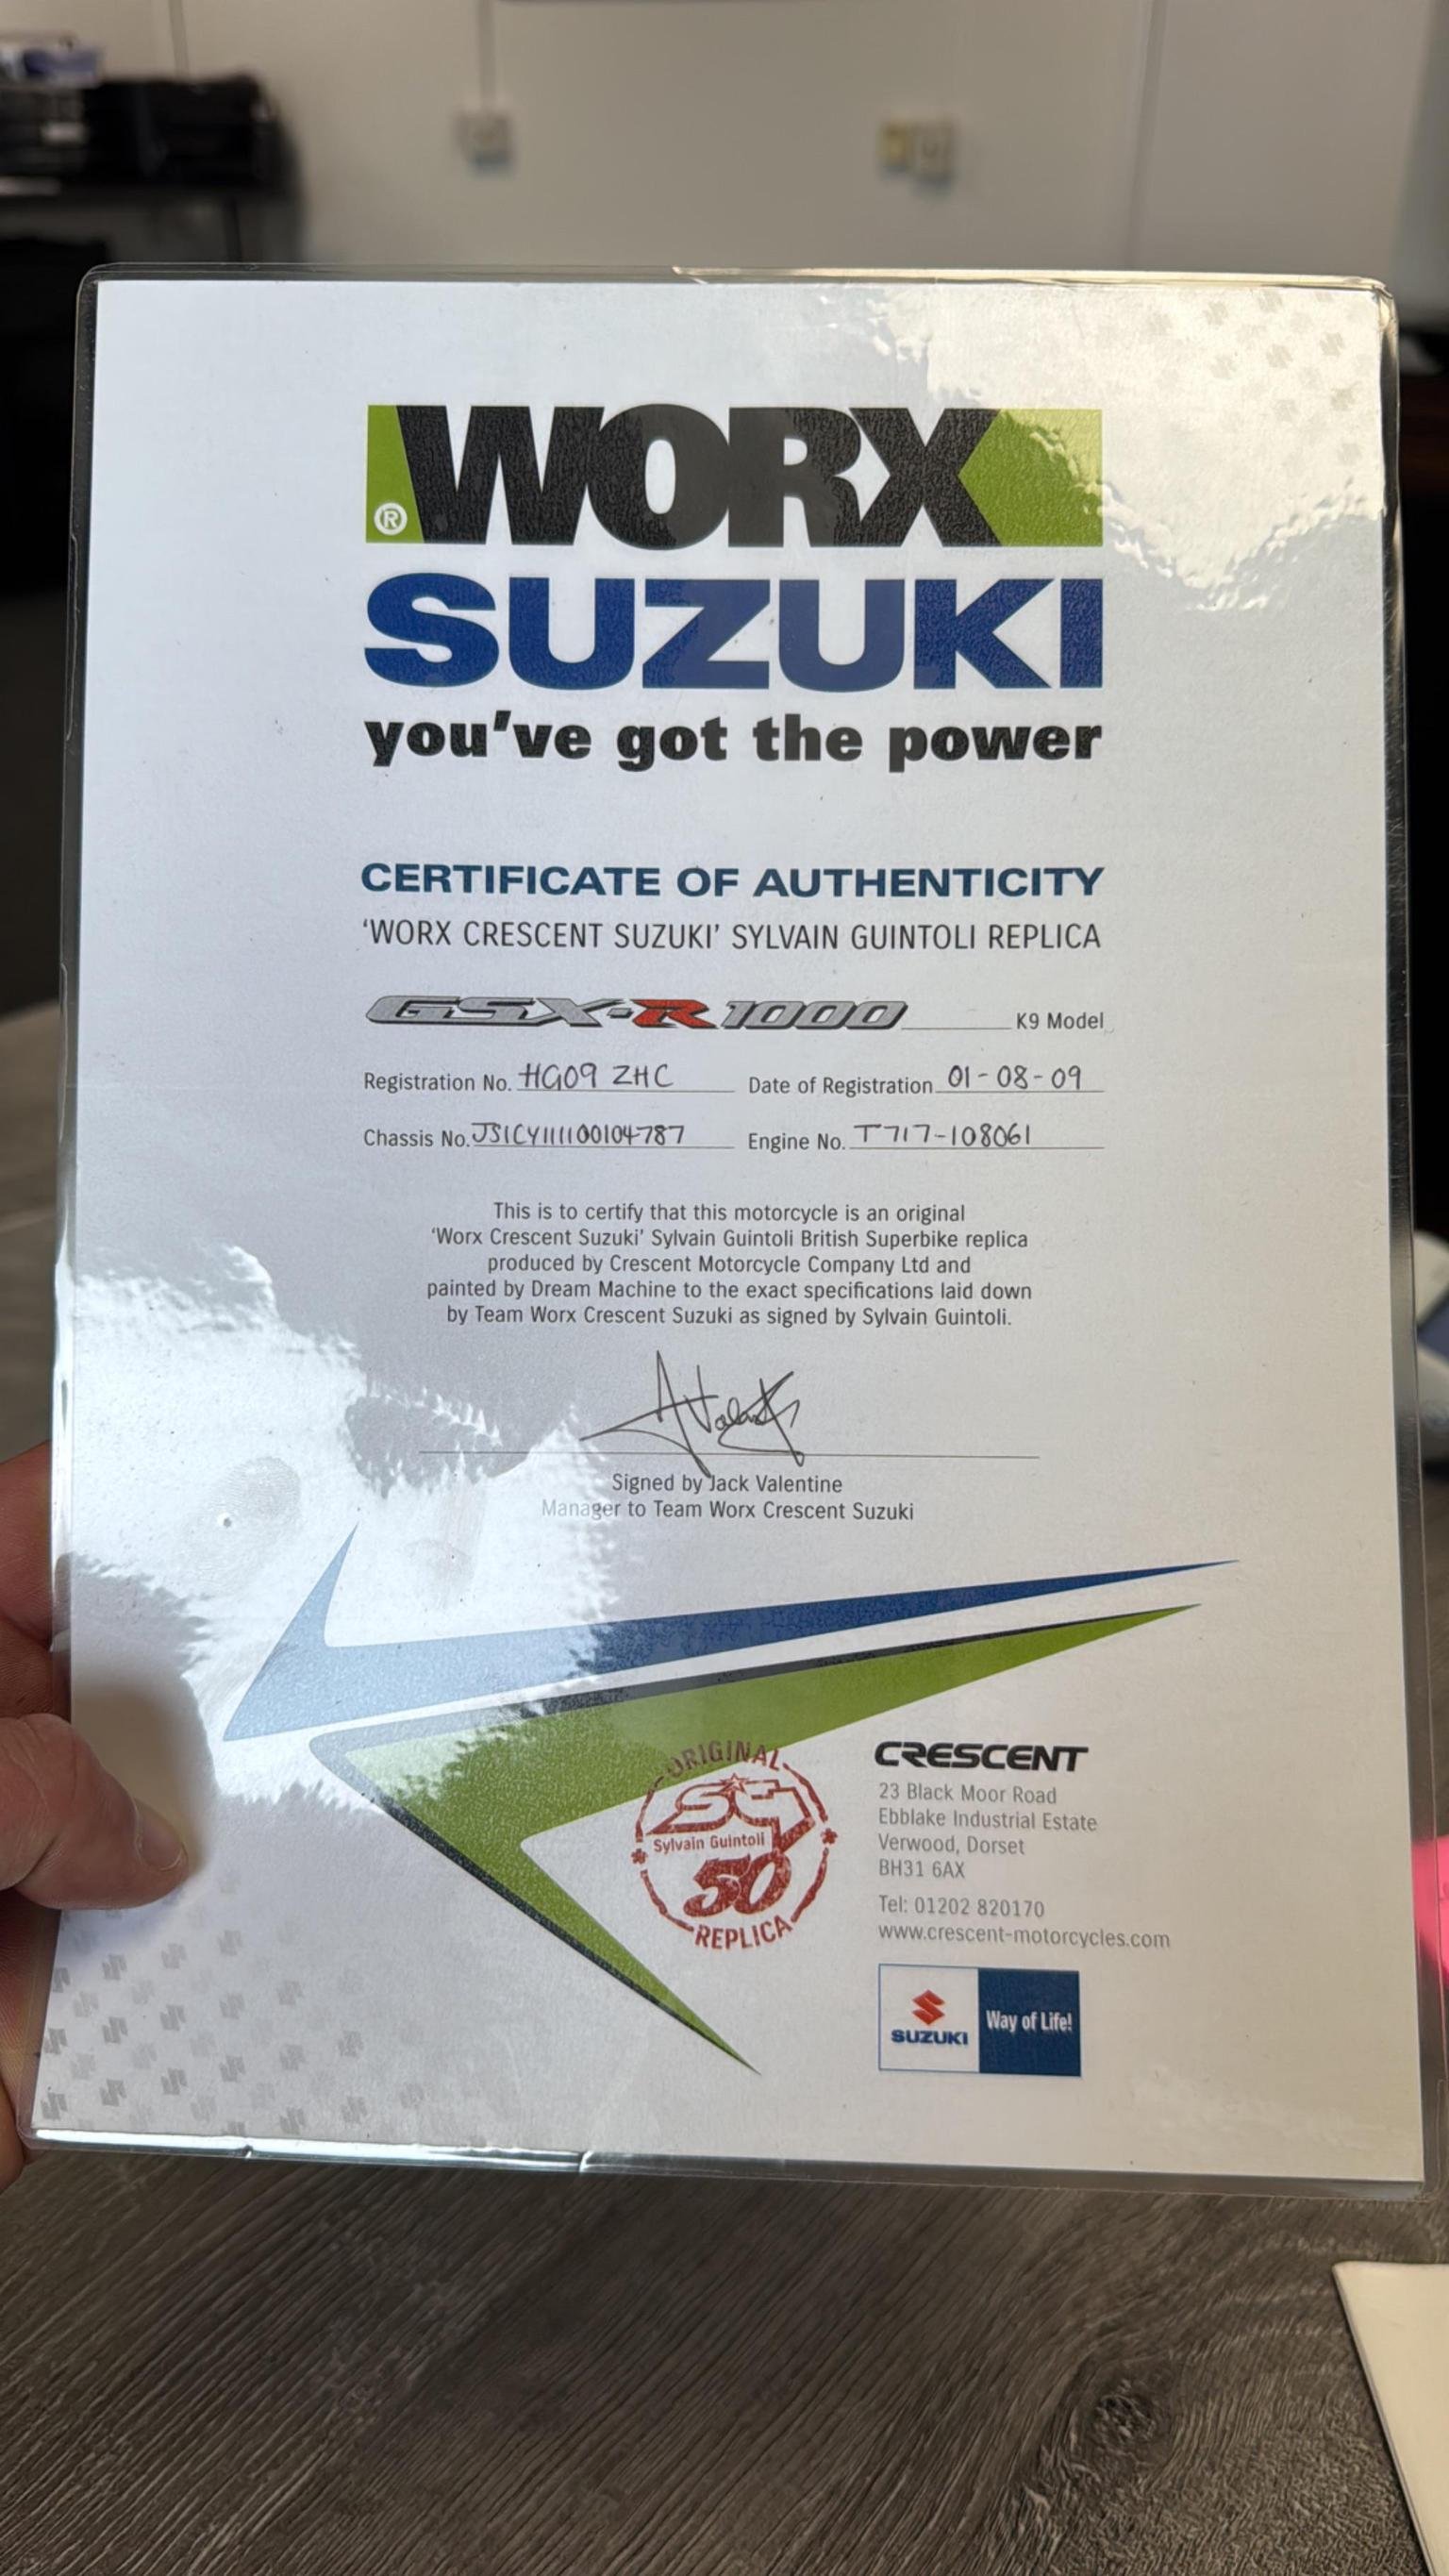 WORX
®
SUZUKI
you've got the power
CERTIFICATE OF AUTHENTICITY
'WORX CRESCENT SUZUKI' SYLVAIN GUINTOLI REPLICA
GSX-R1000 K9 Model
Registration No. HG09 ZHC Date of Registration 01-08-09
Chassis No. JS1CY111100104787 Engine No. T717-108061
This is to certify that this motorcycle is an original
'Worx Crescent Suzuki' Sylvain Guintoli British Superbike replica
produced by Crescent Motorcycle Company Ltd and
painted by Dream Machine to the exact specifications laid down
by Team Worx Crescent Suzuki as signed by Sylvain Guintoli.
Signed by Jack Valentine
Manager to Team Worx Crescent Suzuki
ORIGINAL
SG
Sylvain Guintoli
50
REPLICA
CRESCENT
23 Black Moor Road
Ebblake Industrial Estate
Verwood, Dorset
BH31 6AX
Tel: 01202 820170
www.crescent-motorcycles.com
SUZUKI
Way of Life!